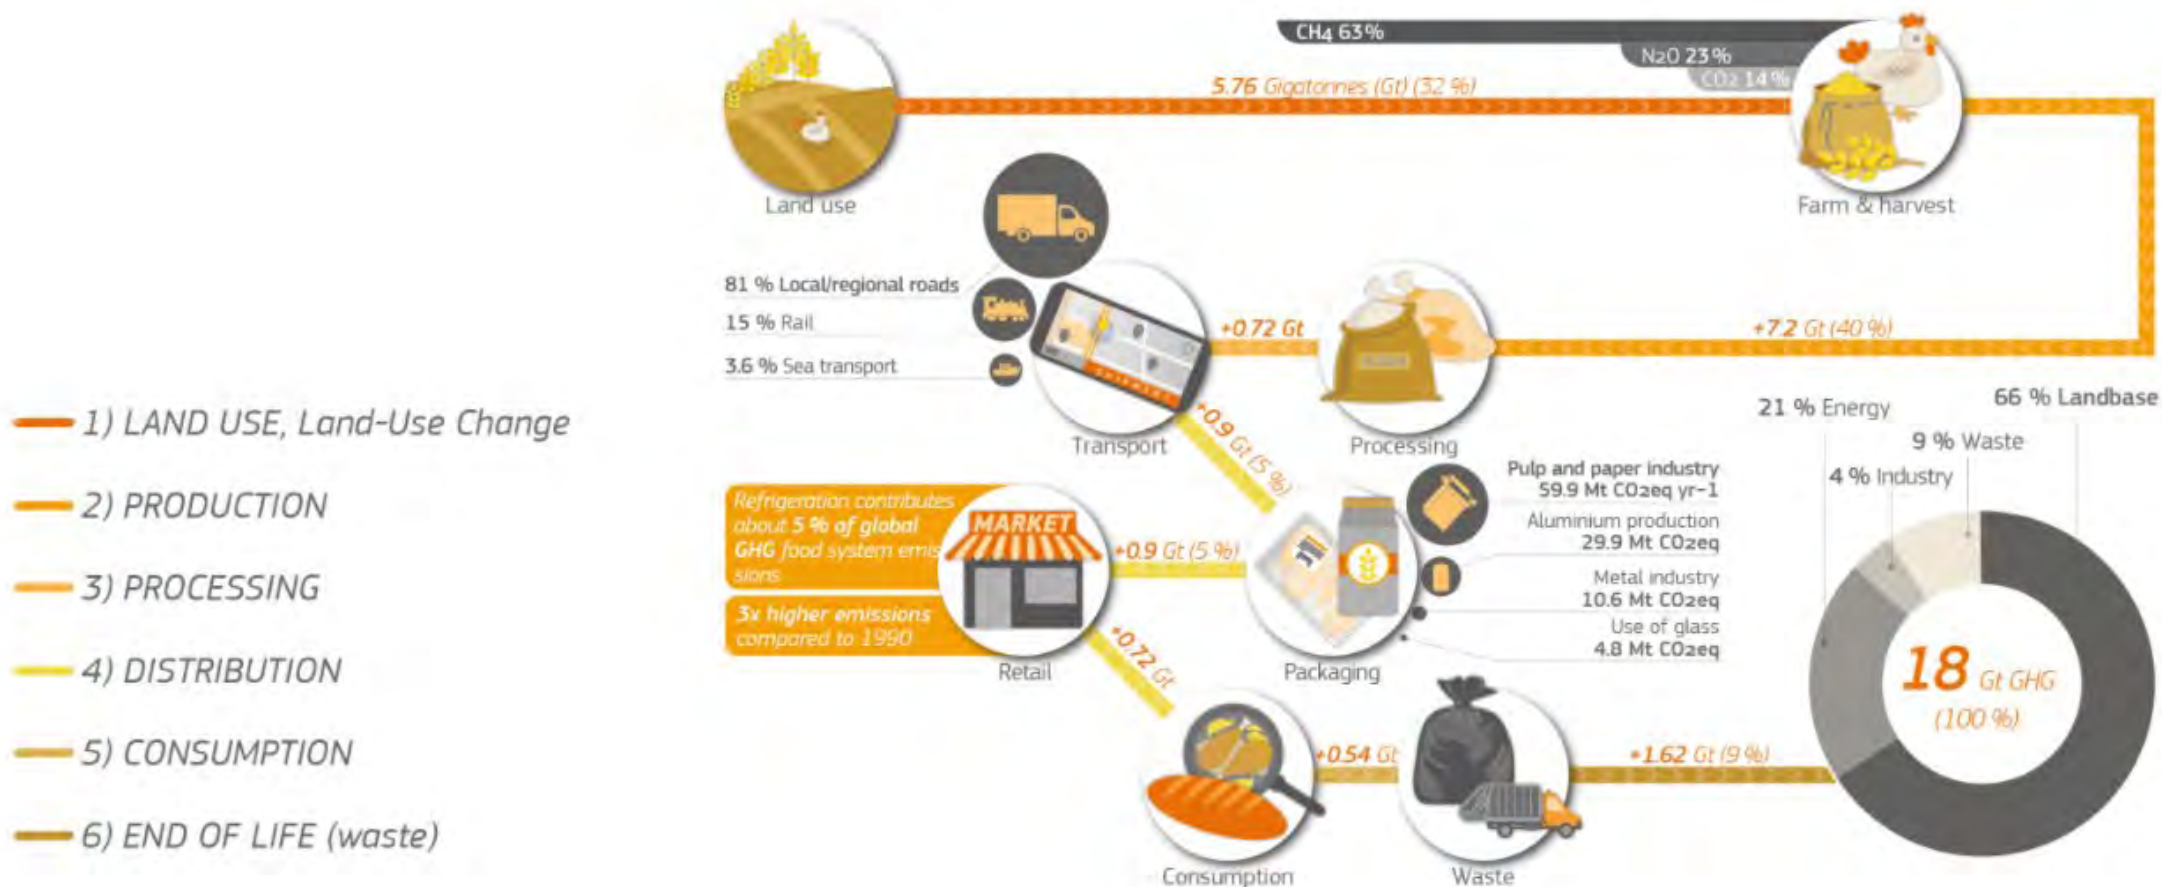 1) LAND USE, Land-Use Change
2) PRODUCTION
3) PROCESSING
4) DISTRIBUTION
5) CONSUMPTION
6) END OF LIFE (waste)
CH4 63%
N2O 23%
CO2 14%
5.76 Gigatonnes (Gt) (32 %)
Land use
Farm & harvest
81 % Local/regional roads
15 % Rail
3.6 % Sea transport
+0.72 Gt
+7.2 Gt (40 %)
Transport
Processing
+0.9 Gt (5 %)
Refrigeration contributes
about 5 % of global
GHG food system emis
sions
3x higher emissions
compared to 1990
MARKET
Retail
+0.9 Gt (5 %)
Packaging
Pulp and paper industry
59.9 Mt CO2eq yr-1
Aluminium production
29.9 Mt CO2eq
Metal industry
10.6 Mt CO2eq
Use of glass
4.8 Mt CO2eq
+0.72 Gt
Consumption
+0.54 Gt
Waste
+1.62 Gt (9 %)
21 % Energy
66 % Landbase
9 % Waste
4 % Industry
18 Gt GHG
(100 %)